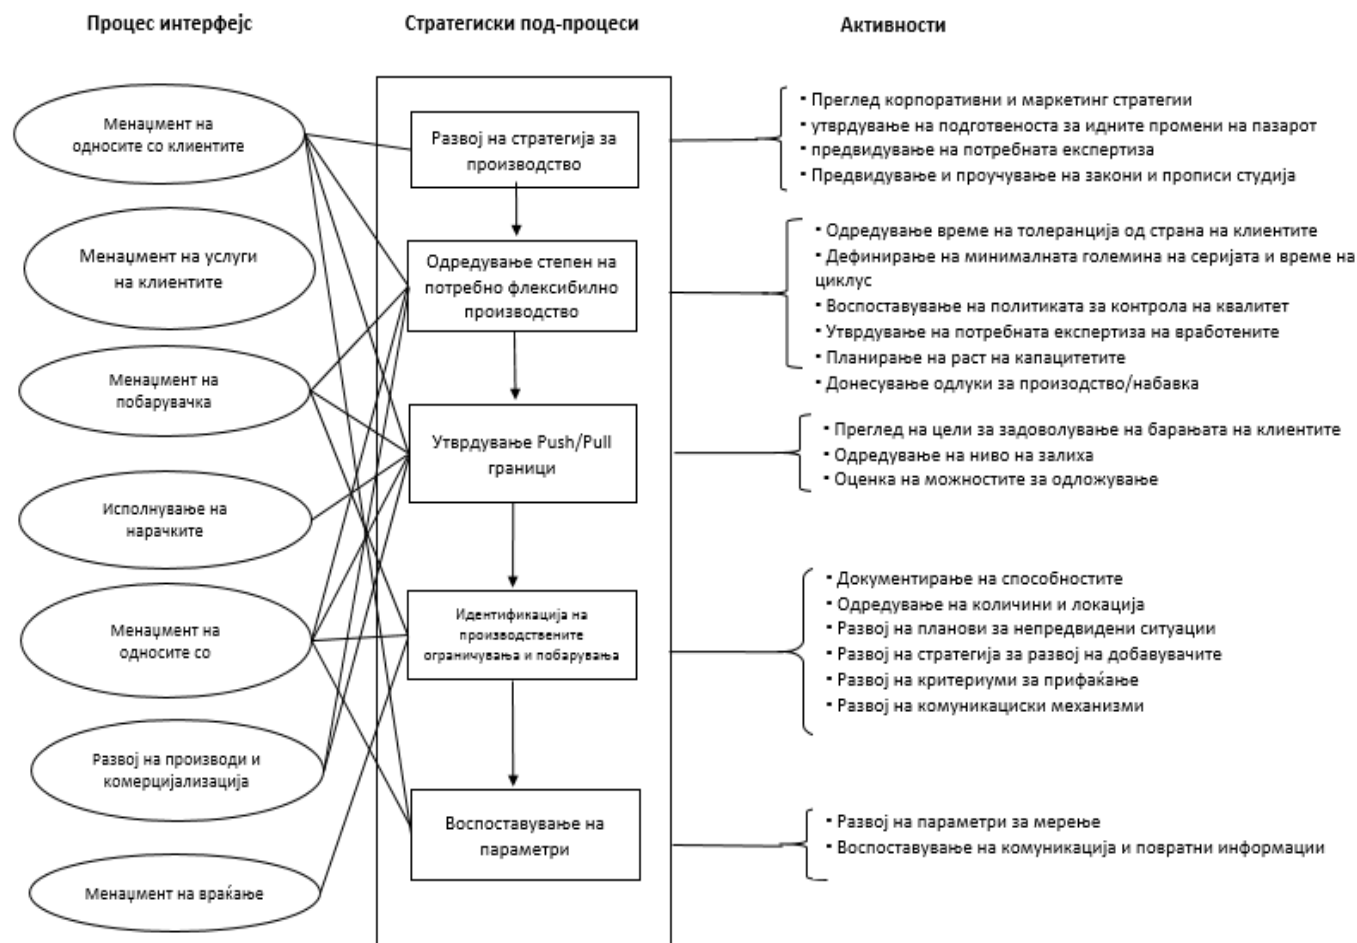 Процес интерфејс
Стратегиски под-процеси
Активности
Менаџмент на
односите со клиентите
Менаџмент на услуги
на клиентите
Менаџмент на
побарувачка
Исполнување на
нарачките
Менаџмент на
односите со
Развој на производи и
комерцијализација
Менаџмент на враќање
Развој на стратегија за
производство
Одредување степен на
потребно флексибилно
производство
Утврдување Push/Pull
граници
Идентификација на
производствените
ограничувања и побарувања
Воспоставување на
параметри
▪ Преглед корпоративни и маркетинг стратегии
▪ утврдување на подготвеноста за идните промени на пазарот
▪ предвидување на потребната експертиза
▪ Предвидување и проучување на закони и прописи студија
▪ Одредување време на толеранција од страна на клиентите
▪ Дефинирање на минималната големина на серијата и време на
циклус
▪ Воспоставување на политиката за контрола на квалитет
▪ Утврдување на потребната експертиза на вработените
▪ Планирање на раст на капацитетите
▪ Донесување одлуки за произодство/набавка
▪ Преглед на цели за задоволување на барањата на клиентите
▪ Одредување на ниво на залиха
▪ Оценка на можностите за одложување
▪ Документирање на способностите
▪ Одредување на количини и локација
▪ Развој на планови за непредвидени ситуации
▪ Развој на стратегија за развој на добавувачите
▪ Развој на критериуми за прифаќање
▪ Развој на комуникациски механизми
▪ Развој на параметри за мерење
▪ Воспоставување на комуникација и повратни информации